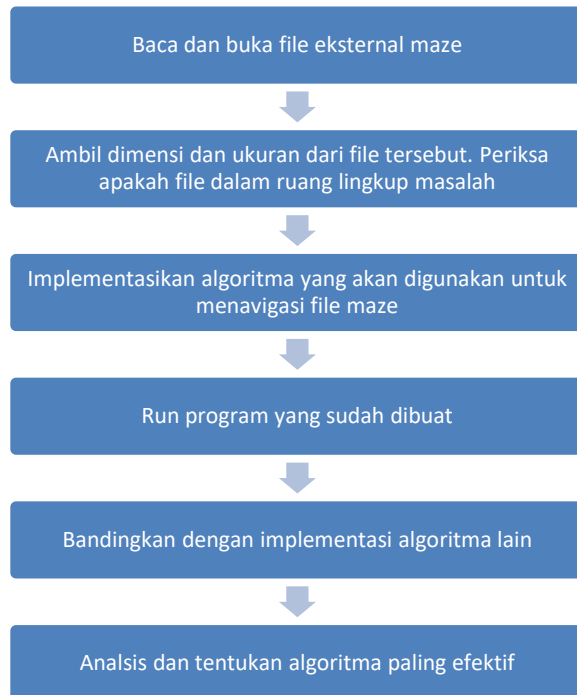 Baca dan buka file eksternal maze
Ambil dimensi dan ukuran dari file tersebut. Periksa
apakah file dalam ruang lingkup masalah
Implementasikan algoritma yang akan digunakan untuk
menavigasi file maze
Run program yang sudah dibuat
Bandingkan dengan implementasi algoritma lain
Analsis dan tentukan algoritma paling efektif